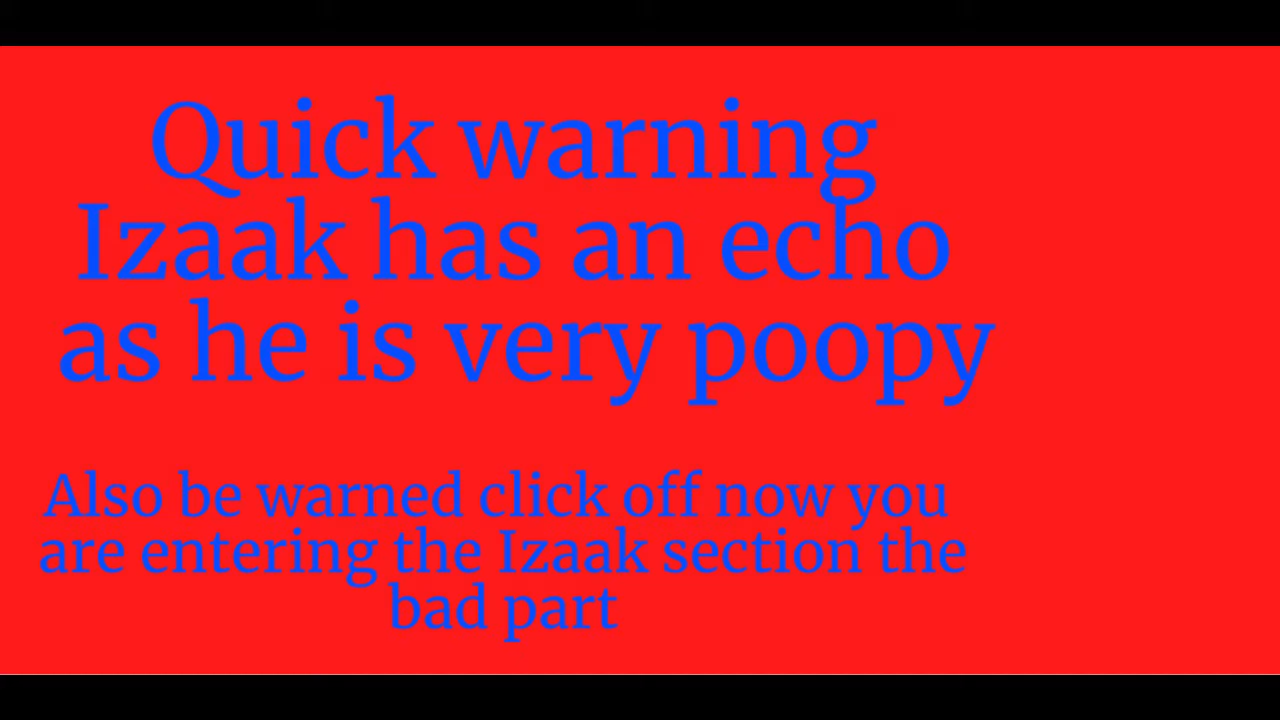 Quick warning
Izaak has an echo
as he is very poopy
Also be warned click off now you
are entering the Izaak section the
bad part